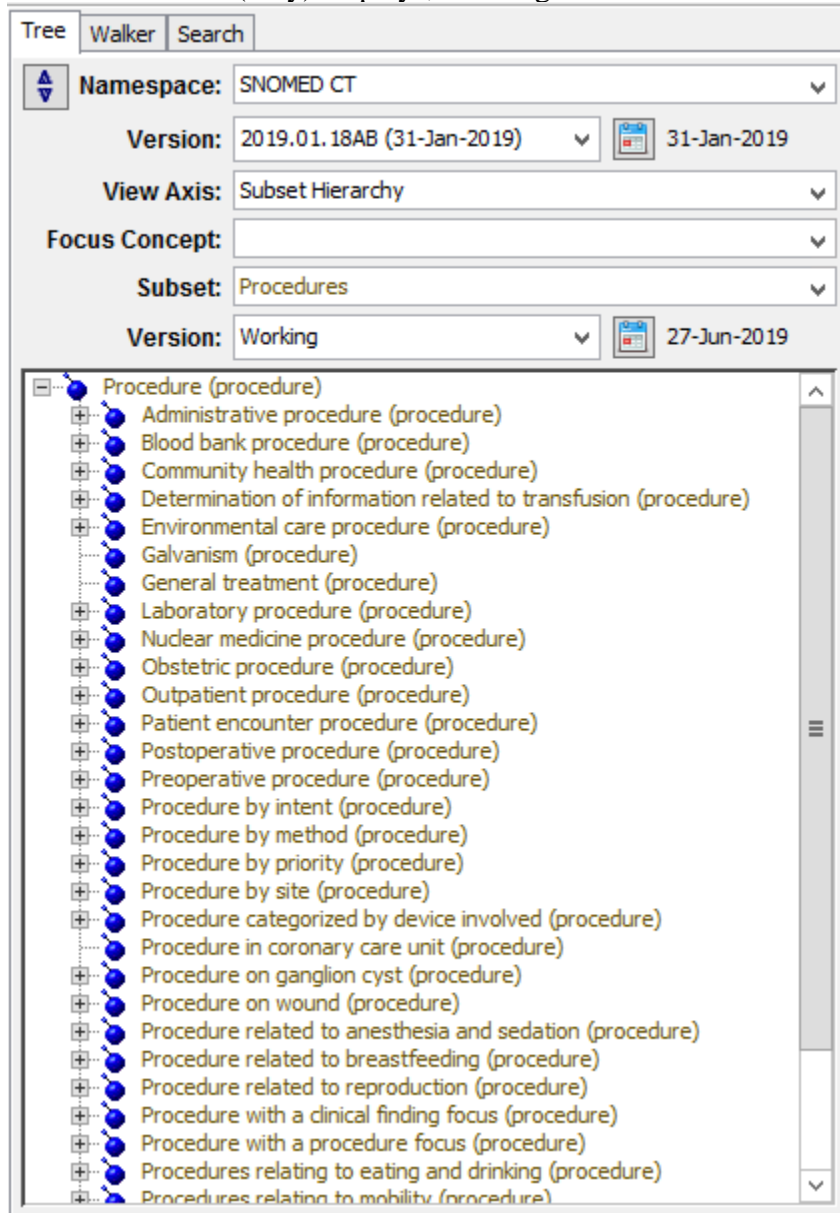 Tree Walker Search
Namespace: SNOMED CT
Version: 2019.01.18AB (31-Jan-2019) 31-Jan-2019
View Axis: Subset Hierarchy
Focus Concept:
Subset: Procedures
Version: Working 27-Jun-2019
Procedure (procedure)
Administrative procedure (procedure)
Blood bank procedure (procedure)
Community health procedure (procedure)
Determination of information related to transfusion (procedure)
Environmental care procedure (procedure)
Galvanism (procedure)
General treatment (procedure)
Laboratory procedure (procedure)
Nuclear medicine procedure (procedure)
Obstetric procedure (procedure)
Outpatient procedure (procedure)
Patient encounter procedure (procedure)
Postoperative procedure (procedure)
Preoperative procedure (procedure)
Procedure by intent (procedure)
Procedure by method (procedure)
Procedure by priority (procedure)
Procedure by site (procedure)
Procedure categorized by device involved (procedure)
Procedure in coronary care unit (procedure)
Procedure on ganglion cyst (procedure)
Procedure on wound (procedure)
Procedure related to anesthesia and sedation (procedure)
Procedure related to breastfeeding (procedure)
Procedure related to reproduction (procedure)
Procedure with a clinical finding focus (procedure)
Procedure with a procedure focus (procedure)
Procedures relating to eating and drinking (procedure)
Procedures relating to mobility (procedure)